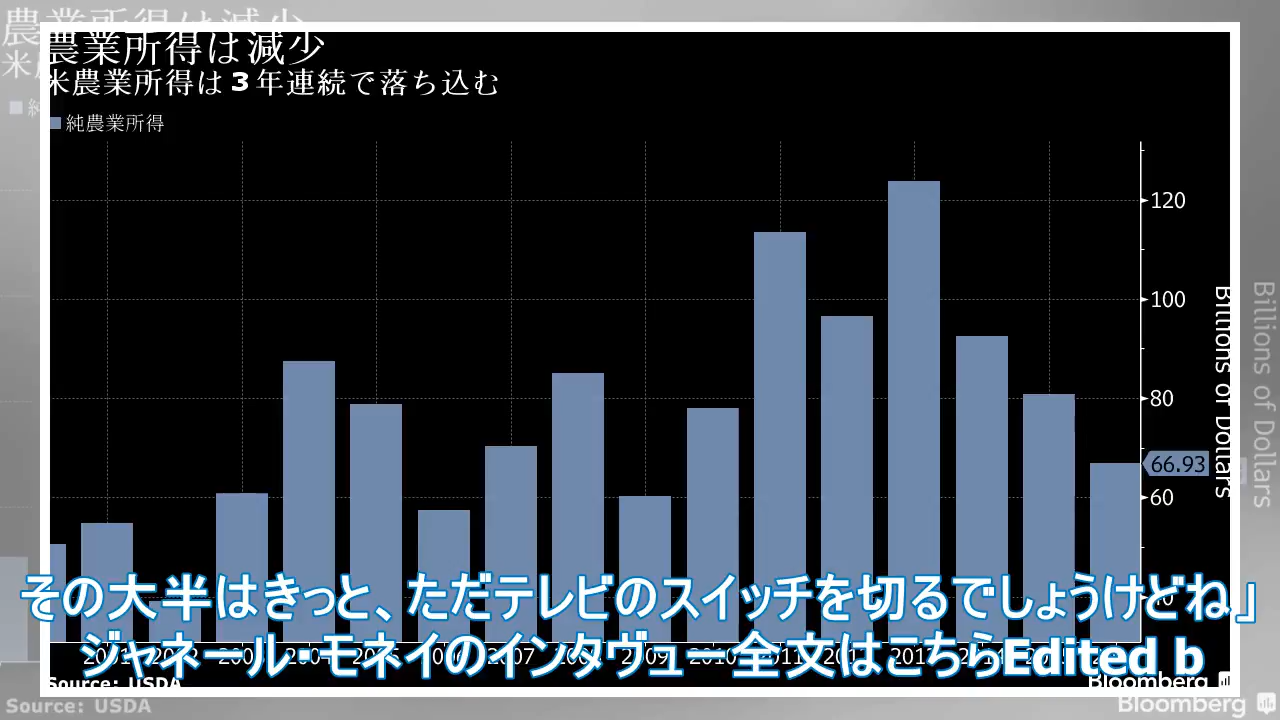 農業所得は減少
米農業所得は3年連続で落ち込む
純農業所得
120
100
80
66.93
60
Billions of Dollars
その大半はきっと、ただテレビのスイッチを切るでしょうけどね」
ジャネール・モネイのインタヴュー全文はこちらEdited b
Source: USDA
Bloomberg
Billions of Dollars
Source: USDA
Bloomberg